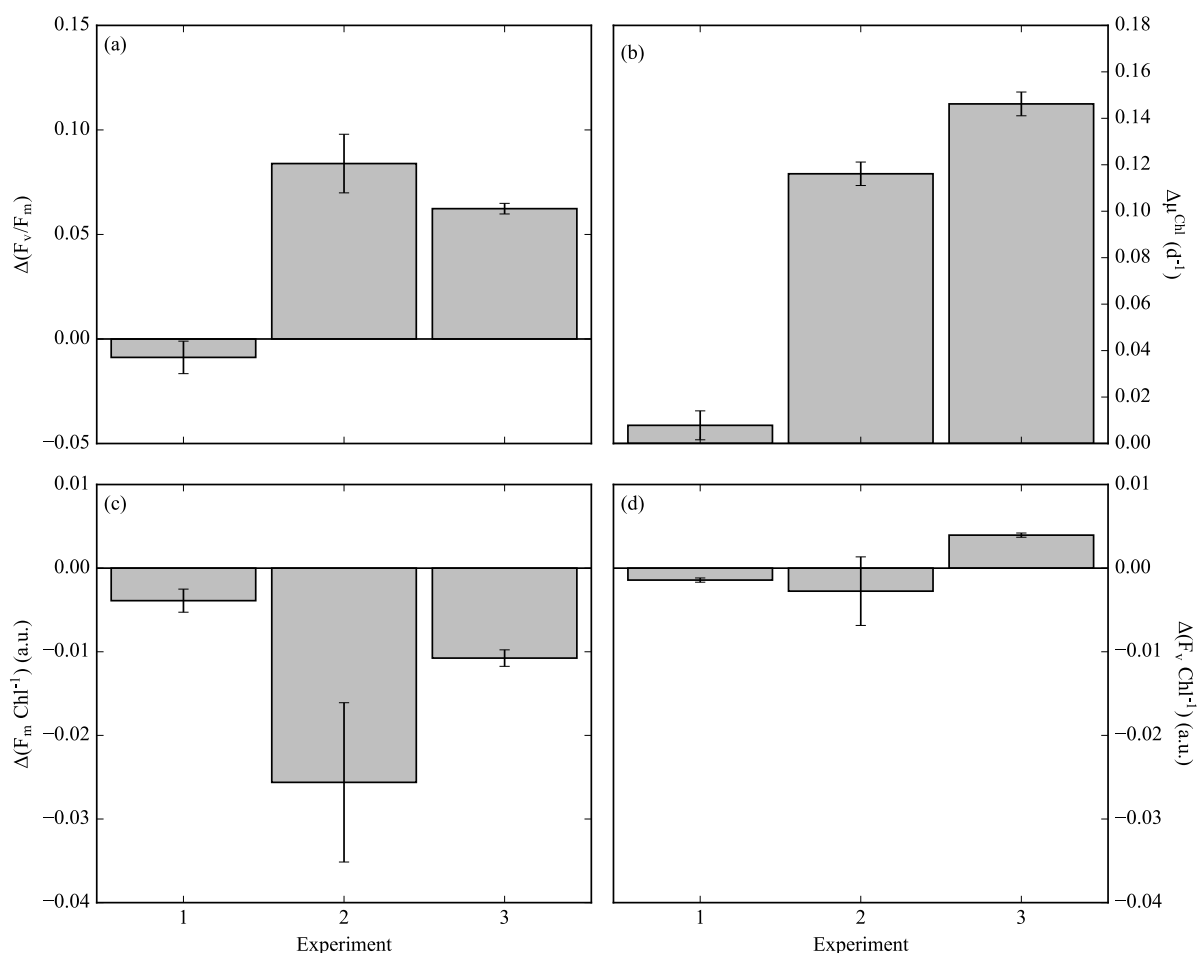 (a)
0.15
0.10
0.05
0.00
−0.05
Δ(Fv/Fm)
(b)
0.18
0.16
0.14
0.12
0.10
0.08
0.06
0.04
0.02
0.00
Δμ^Chl (d^-1)
(c)
0.01
0.00
−0.01
−0.02
−0.03
−0.04
Δ(Fm Chl^-1) (a.u.)
1 2 3
Experiment
(d)
0.01
0.00
−0.01
−0.02
−0.03
−0.04
Δ(Fv Chl^-1) (a.u.)
1 2 3
Experiment